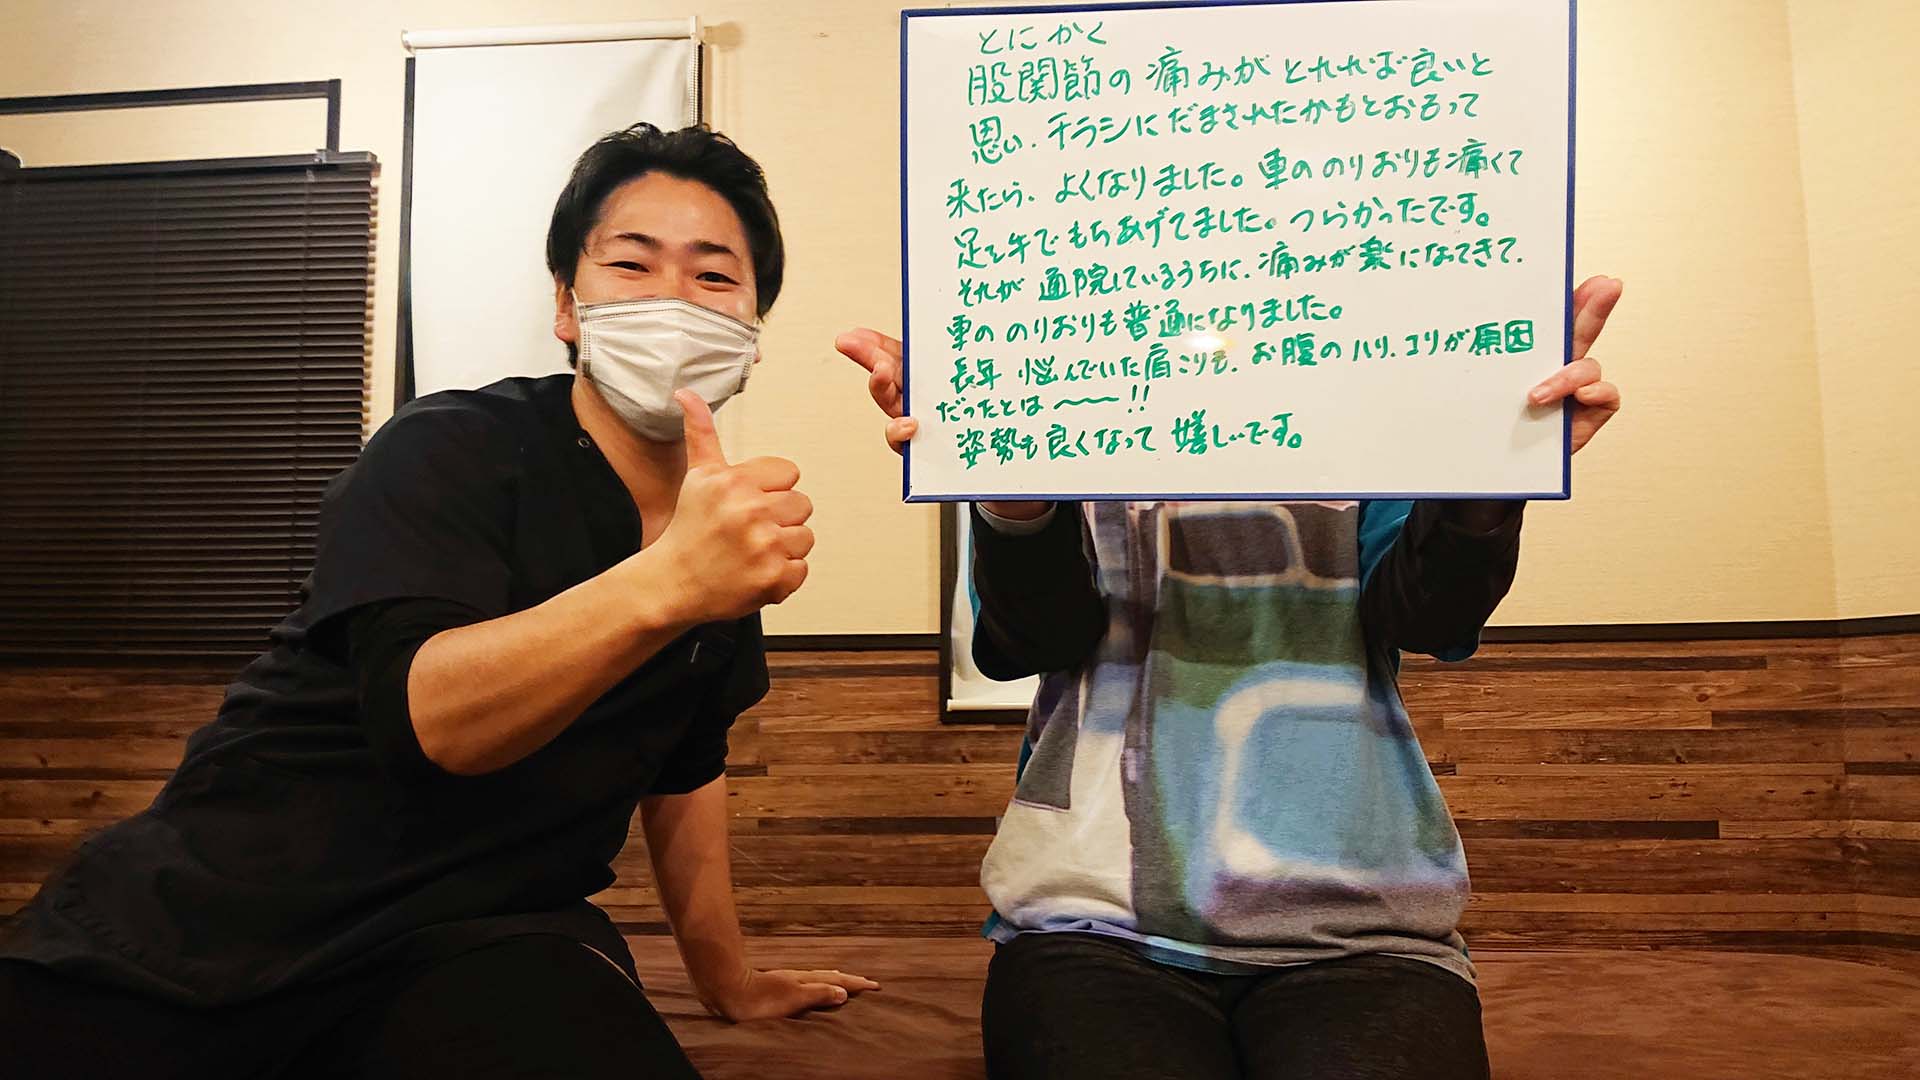 とにかく
股関節の痛みがとれれば良いと
思い、チラシにだまされたかもとおもって
来たら、よくなりました。車ののりおりも痛くて
足を手でもちあげてました。つらかったです。
それが通院しているうちに、痛みが楽になってきて、
車ののりおりも普通になりました。
長年悩んでいた肩こりも、お腹のハリ、コリが原因
だったとは〜〜!!
姿勢も良くなって嬉しいです。